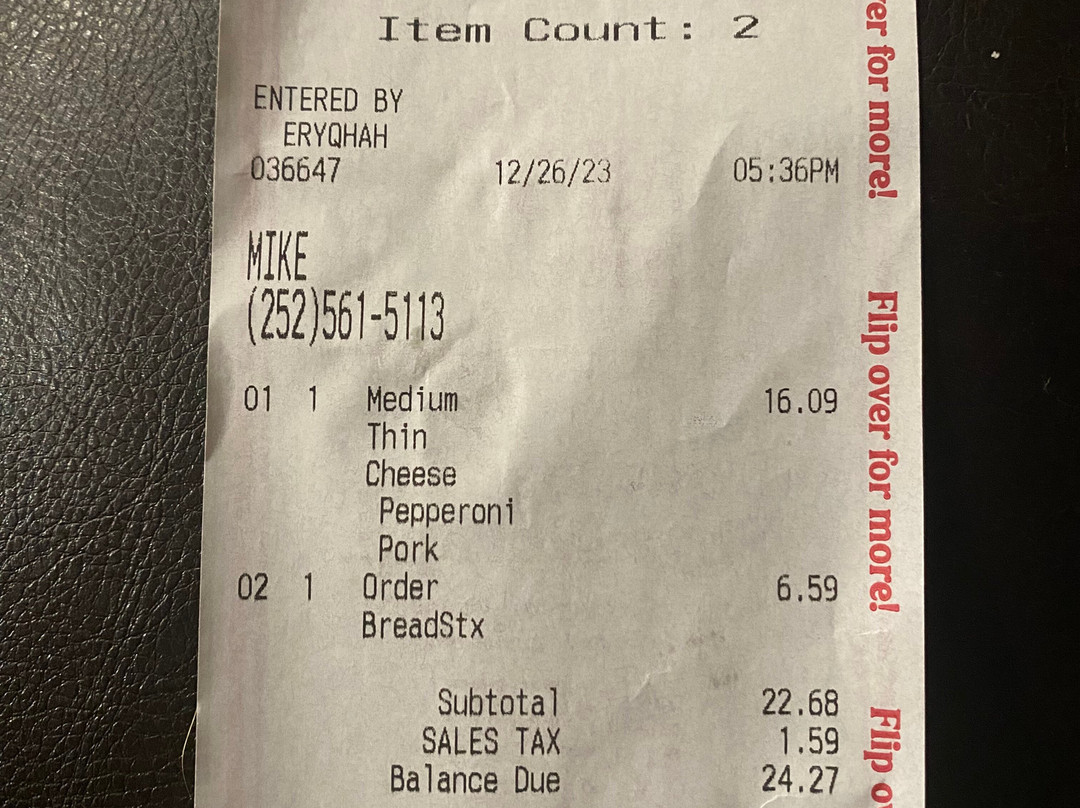 Item Count: 2
ENTERED BY
ERYQHAH
036647 12/26/23 05:36PM
MIKE
(252)561-5113
01 1 Medium 16.09
Thin
Cheese
Pepperoni
Pork
02 1 Order 6.59
BreadStx
Subtotal 22.68
SALES TAX 1.59
Balance Due 24.27
er for more!
Flip over for more!
Flip o